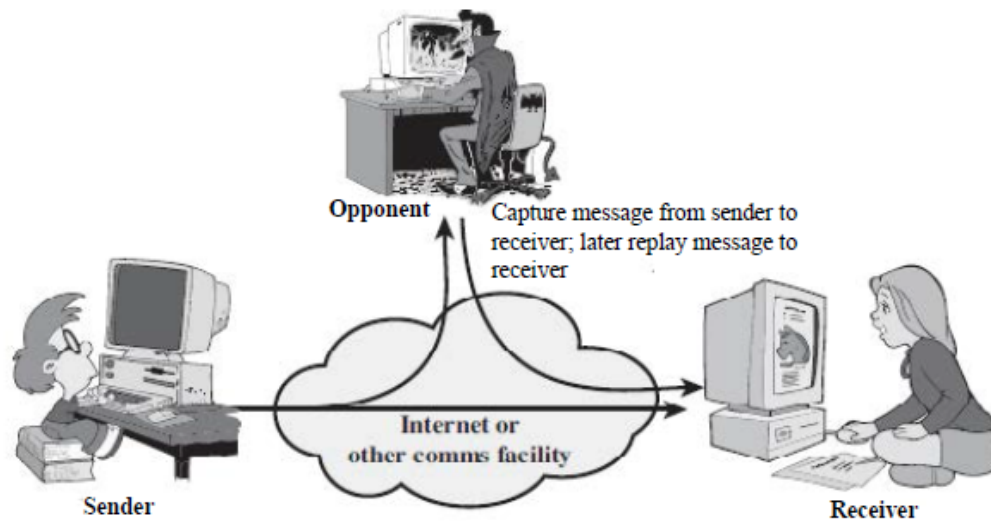 Opponent
Capture message from sender to
receiver; later replay message to
receiver
Internet or
other comms facility
Sender
Receiver